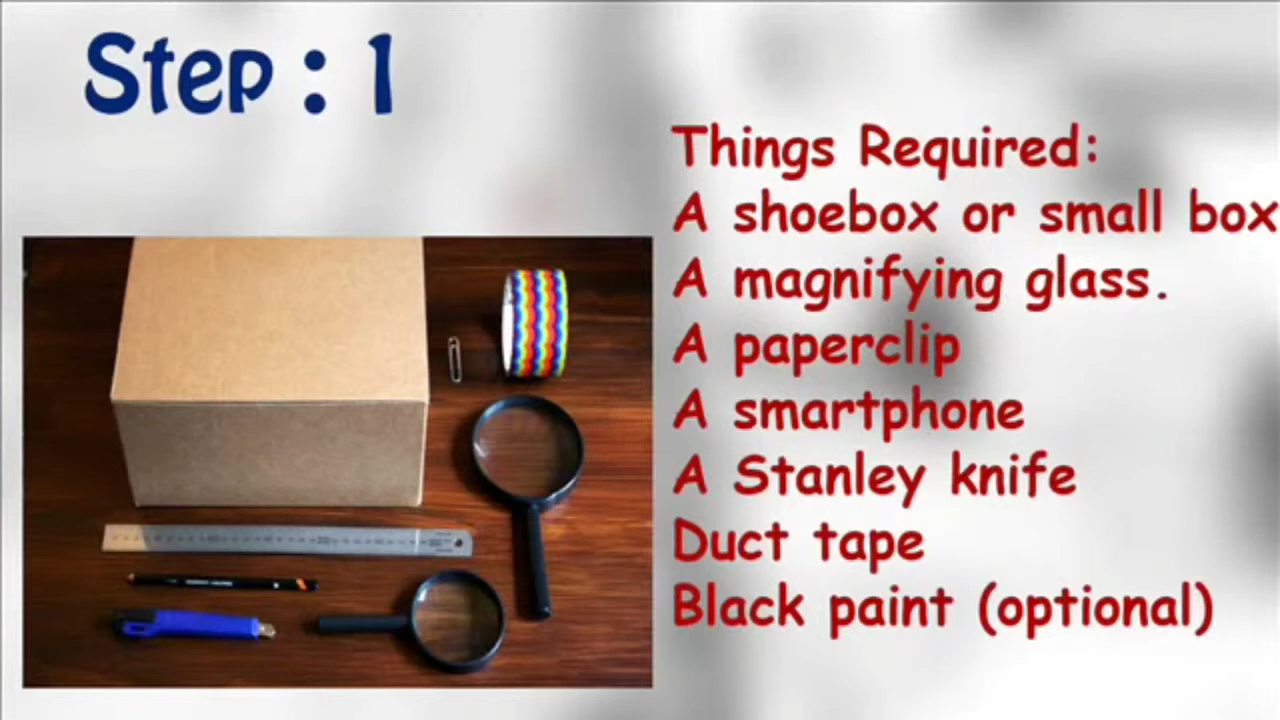 Step : 1
Things Required:
A shoebox or small box
A magnifying glass.
A paperclip
A smartphone
A Stanley knife
Duct tape
Black paint (optional)